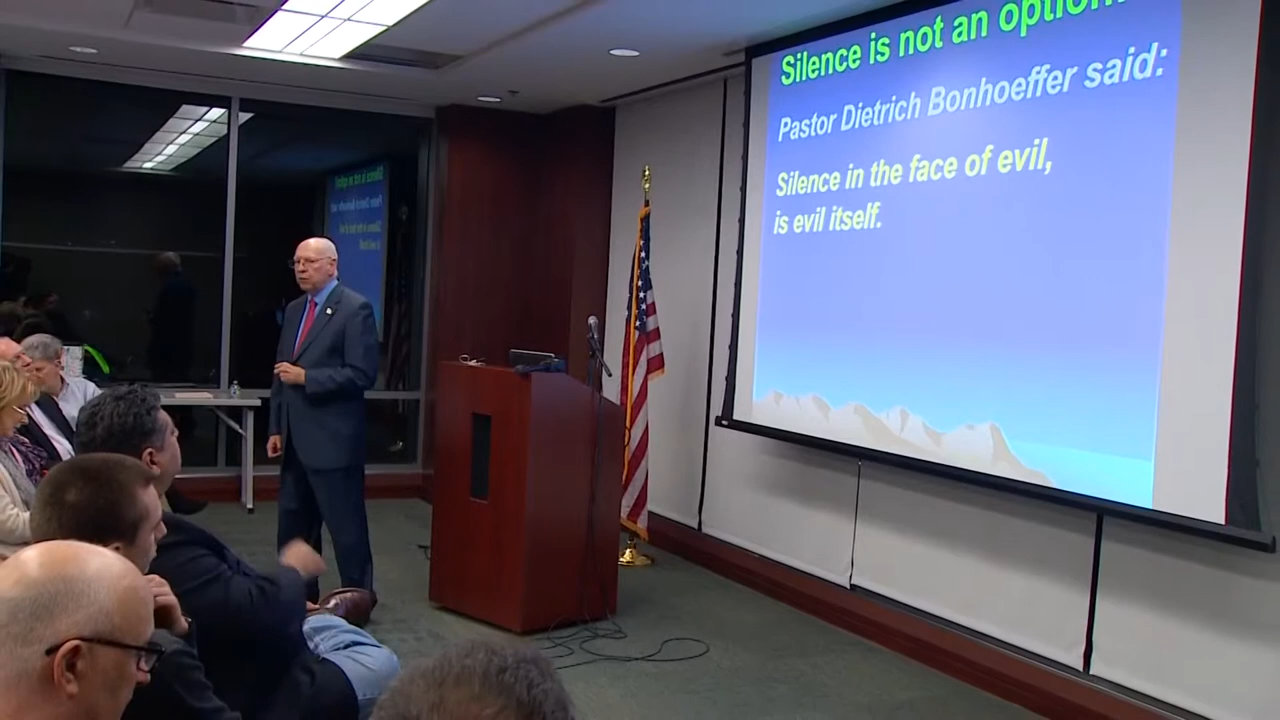 Silence is not an option.
Pastor Dietrich Bonhoeffer said:
Silence in the face of evil,
is evil itself.